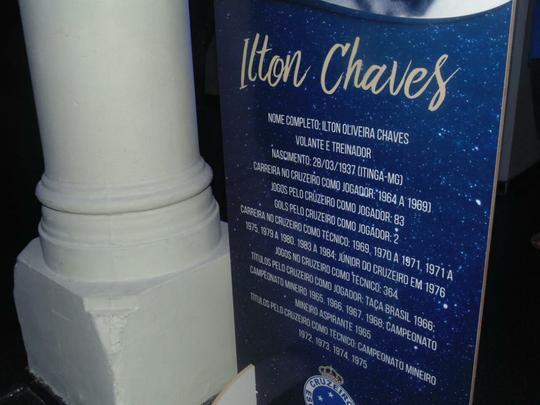 Ilton Chaves
NOME COMPLETO: ILTON OLIVEIRA CHAVES
VOLANTE E TREINADOR
NASCIMENTO: 28/03/1937 (ITINGA-MG)
CARREIRA NO CRUZEIRO COMO JOGADOR: 1964 A 1969)
JOGOS PELO CRUZEIRO COMO JOGADOR: 83
GOLS PELO CRUZEIRO COMO JOGADOR: 2
CARREIRA NO CRUZEIRO COMO TÉCNICO: 1969, 1970 A 1971, 1971 A
1975, 1979 A 1980, 1983 A 1984; JÚNIOR DO CRUZEIRO EM 1976
JOGOS NO CRUZEIRO COMO TÉCNICO: 364
TITULOS PELO CRUZEIRO COMO JOGADOR: TAÇA BRASIL 1966;
CAMPEONATO MINEIRO 1965, 1966, 1967, 1968; CAMPEONATO
MINEIRO ASPIRANTE 1965
TITULOS PELO CRUZEIRO COMO TÉCNICO: CAMPEONATO MINEIRO
1972, 1973, 1974, 1975
CRUZEIRO